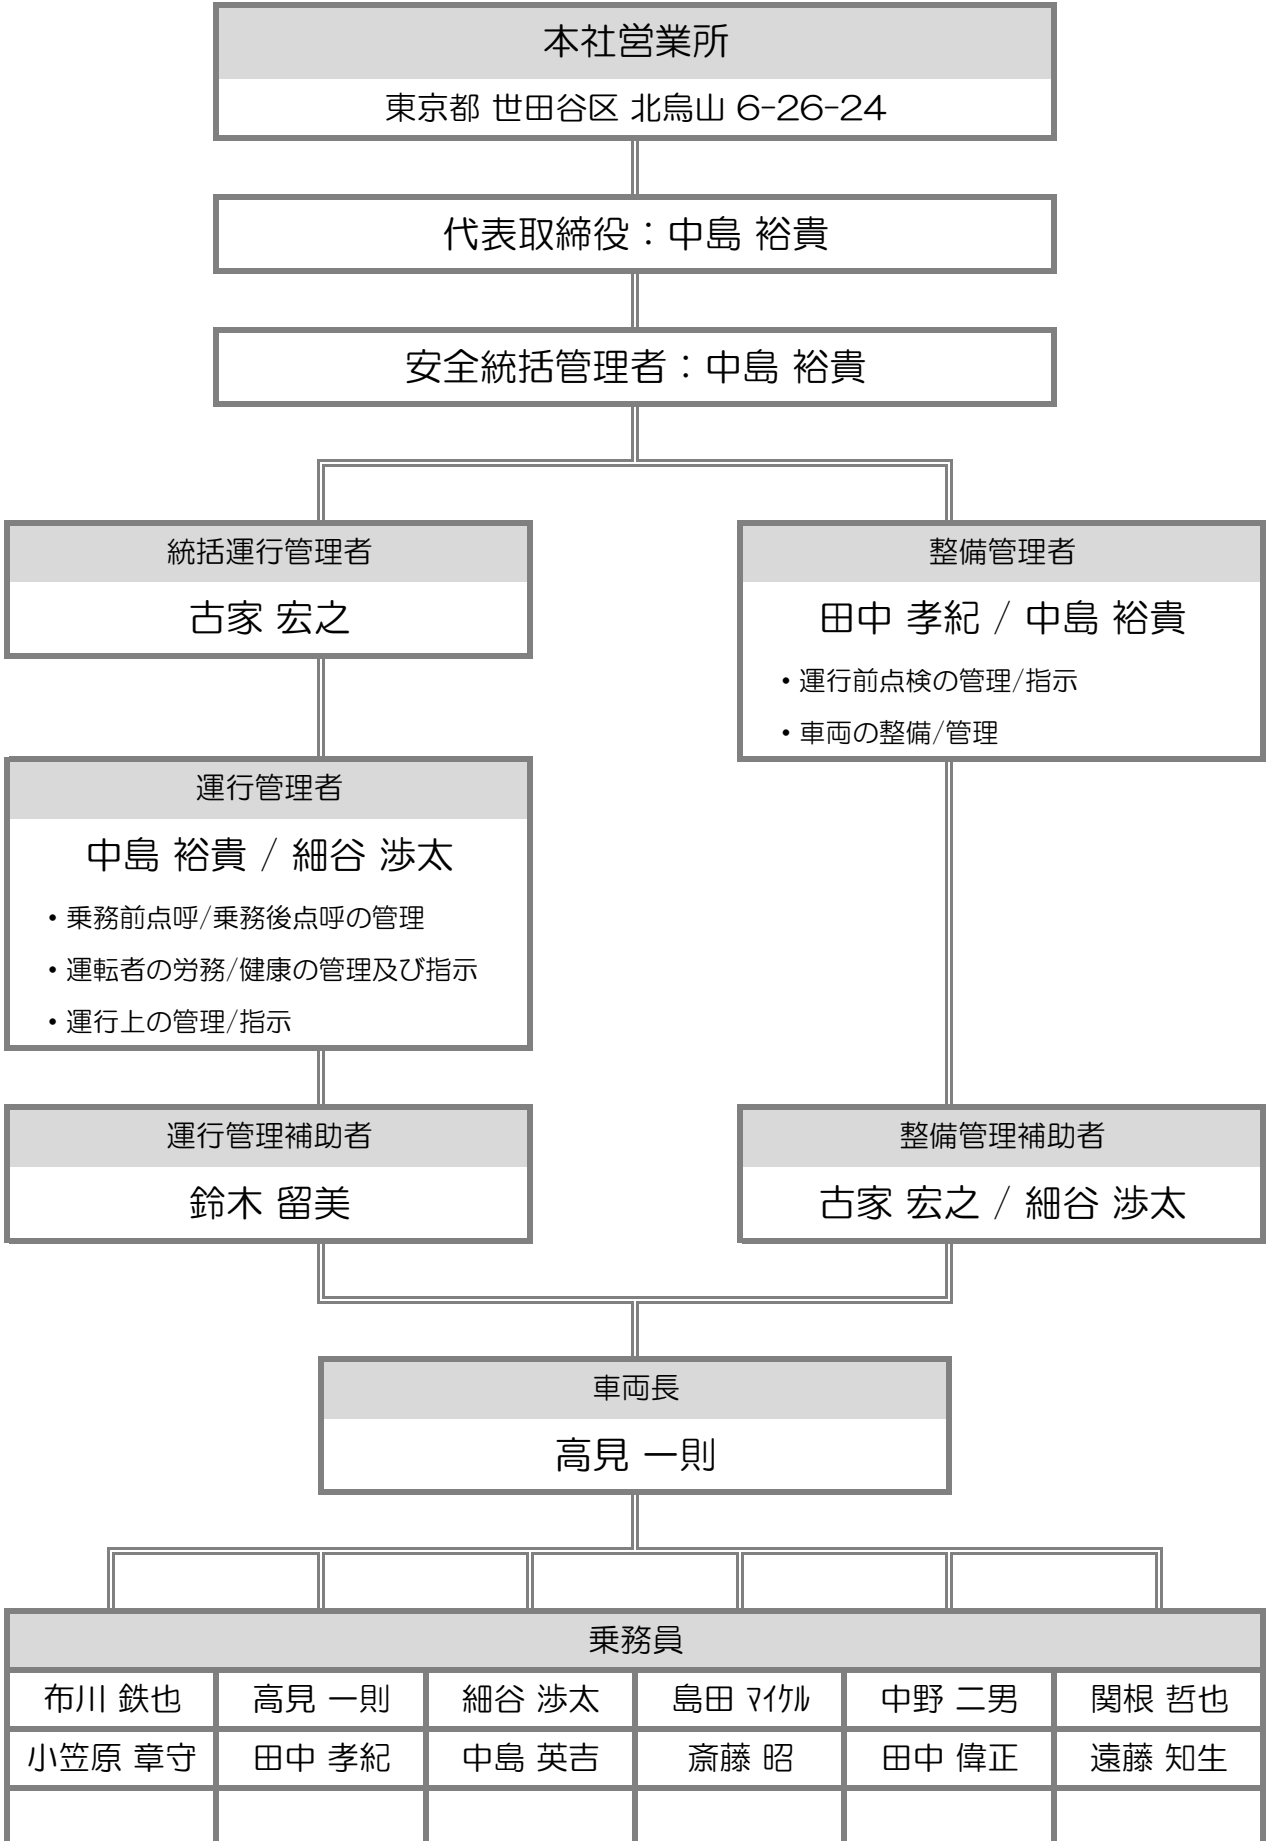 本社営業所
東京都 世田谷区 北烏山 6-26-24
代表取締役：中島 裕貴
安全統括管理者：中島 裕貴
統括運行管理者
古家 宏之
整備管理者
田中 孝紀 / 中島 裕貴
・運行前点検の管理/指示
・車両の整備/管理
運行管理者
中島 裕貴 / 細谷 渉太
・乗務前点呼/乗務後点呼の管理
・運転者の労務/健康の管理及び指示
・運行上の管理/指示
運行管理補助者
鈴木 留美
整備管理補助者
古家 宏之 / 細谷 渉太
車両長
高見 一則
乗務員
布川 鉄也 高見 一則 細谷 渉太 島田 ﾏｲｹﾙ 中野 二男 関根 哲也
小笠原 章守 田中 孝紀 中島 英吉 斎藤 昭 田中 偉正 遠藤 知生